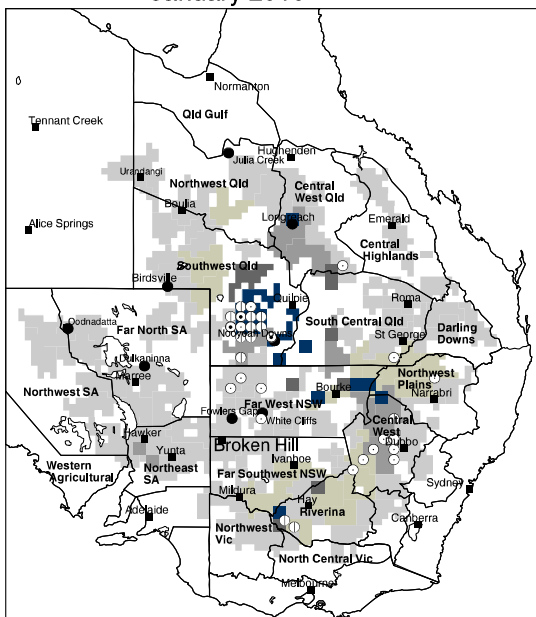 Normanton
Qld Gulf
Tennant Creek
Hughenden
Julia Creek
Urandangi
Northwest Qld
Central
West Qld
Boulia
Longreach
Emerald
Alice Springs
Central
Highlands
Southwest Qld
Birdsville
Quilpie
Roma
South Central Qld
Oodnadatta
Far North SA
Nooyeah Downs
St George
Darling
Downs
Dulkaninna
Marree
Northwest
Plains
Northwest SA
Bourke
Narrabri
Far West NSW
Fowlers Gap
White Cliffs
Central
West
Hawker
Broken Hill
Dubbo
Yunta
Ivanhoe
Western
Agricultural
Northeast
SA
Far Southwest NSW
Sydney
Mildura
Hay
Riverina
Adelaide
Canberra
Northwest
Vic
North Central Vic
Melbourne